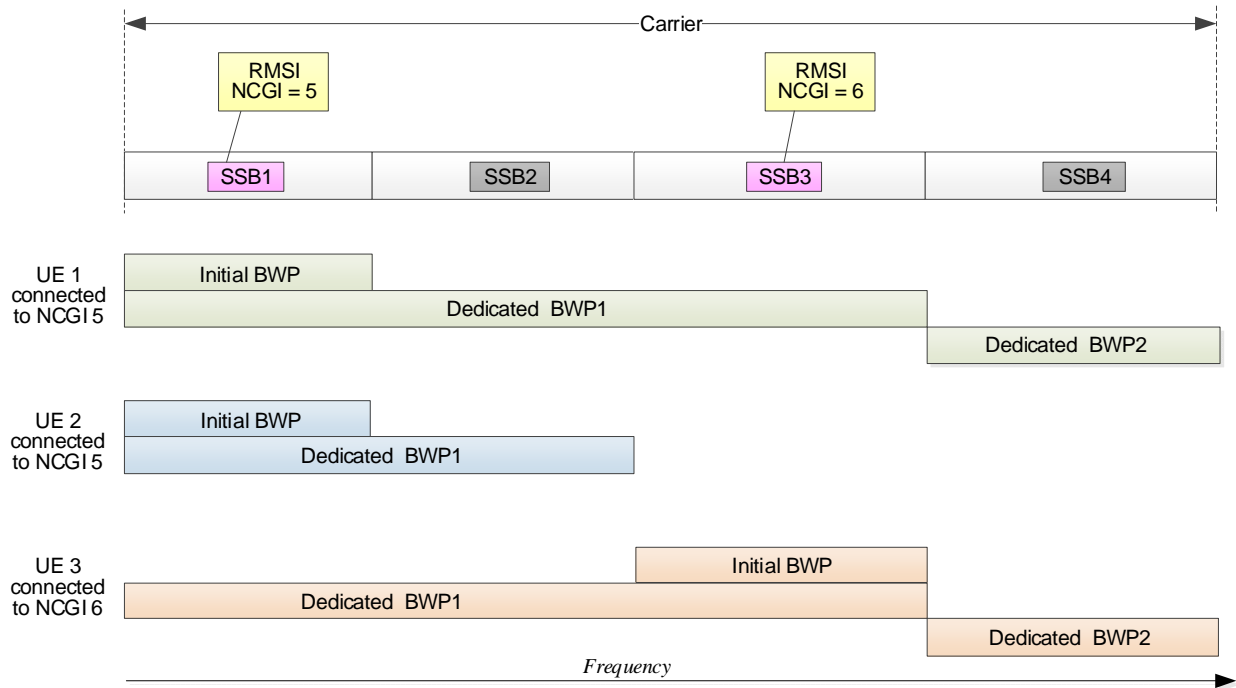 Carrier
RMSI
NCGI = 5
RMSI
NCGI = 6
SSB1
SSB2
SSB3
SSB4
UE 1
connected
to NCGI 5
Initial BWP
Dedicated BWP1
Dedicated BWP2
UE 2
connected
to NCGI 5
Initial BWP
Dedicated BWP1
UE 3
connected
to NCGI 6
Initial BWP
Dedicated BWP1
Dedicated BWP2
Frequency